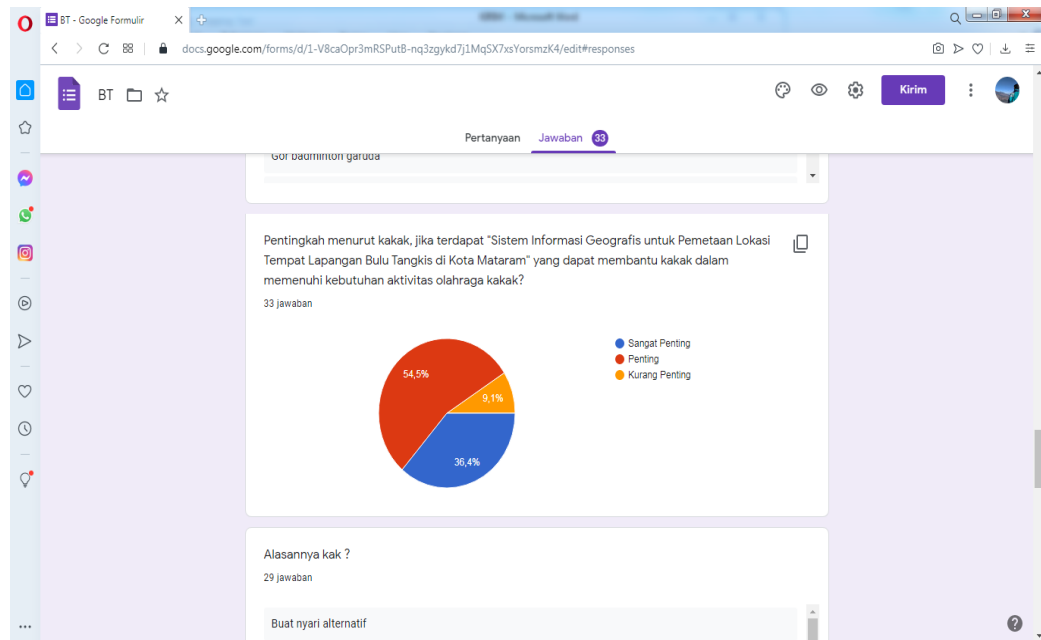 BT - Google Formulir
docs.google.com/forms/d/1-V8caOpr3mRSPutB-nq3zgykd7j1MqSX7xsYorsmzK4/edit#responses
BT
Kirim
Pertanyaan Jawaban 33
Gor badminton garuda
Pentingkah menurut kakak, jika terdapat "Sistem Informasi Geografis untuk Pemetaan Lokasi
Tempat Lapangan Bulu Tangkis di Kota Mataram" yang dapat membantu kakak dalam
memenuhi kebutuhan aktivitas olahraga kakak?
33 jawaban
Sangat Penting
Penting
Kurang Penting
54,5%
9,1%
36,4%
Alasannya kak ?
29 jawaban
Buat nyari alternatif